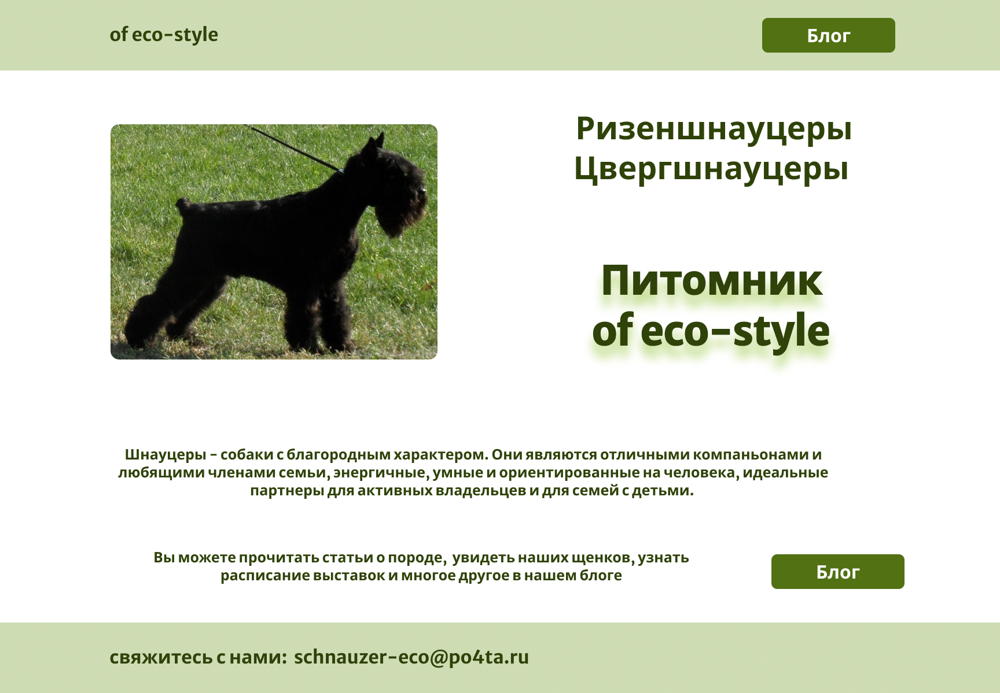 of eco-style
Блог
Ризеншнауцеры
Цвергшнауцеры
Питомник
of eco-style
Шнауцеры - собаки с благородным характером. Они являются отличными компаньонами и
любящими членами семьи, энергичные, умные и ориентированные на человека, идеальные
партнеры для активных владельцев и для семей с детьми.
Вы можете прочитать статьи о породе, увидеть наших щенков, узнать
расписание выставок и многое другое в нашем блоге
Блог
свяжитесь с нами: schnauzer-eco@po4ta.ru